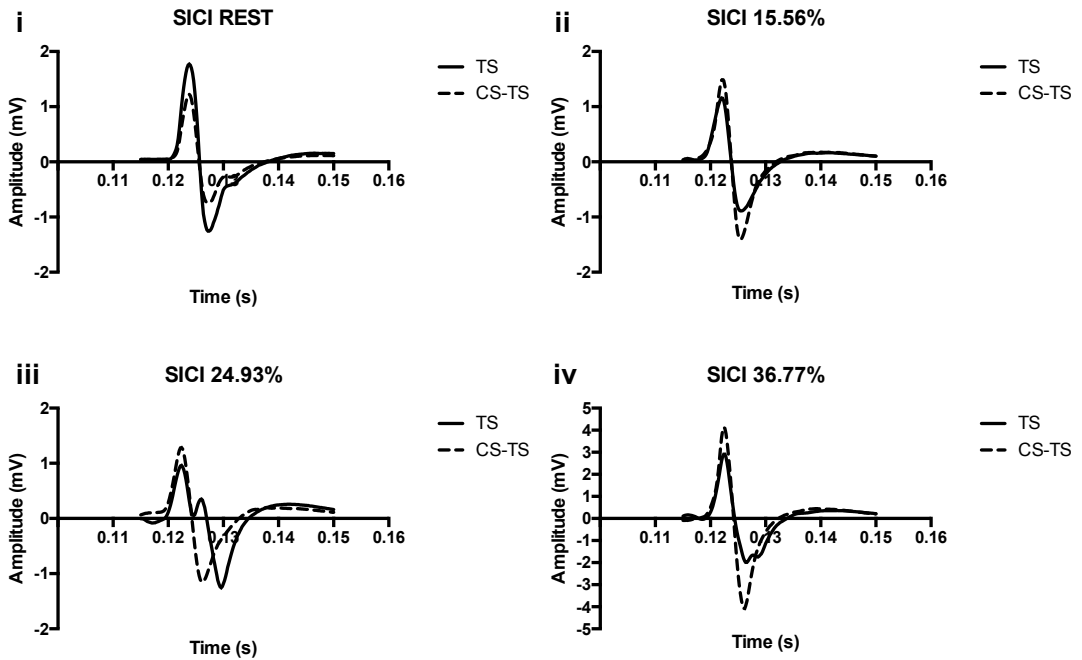 i
SICI REST
2
1
0
-1
-2
Amplitude (mV)
0.11 0.12 0.13 0.14 0.15 0.16
Time (s)
TS
CS-TS
ii
SICI 15.56%
2
1
0
-1
-2
Amplitude (mV)
0.11 0.12 0.13 0.14 0.15 0.16
Time (s)
TS
CS-TS
iii
SICI 24.93%
2
1
0
-1
-2
Amplitude (mV)
0.11 0.12 0.13 0.14 0.15 0.16
Time (s)
TS
CS-TS
iv
SICI 36.77%
5
4
3
2
1
0
-1
-2
-3
-4
-5
Amplitude (mV)
0.11 0.12 0.13 0.14 0.15 0.16
Time (s)
TS
CS-TS